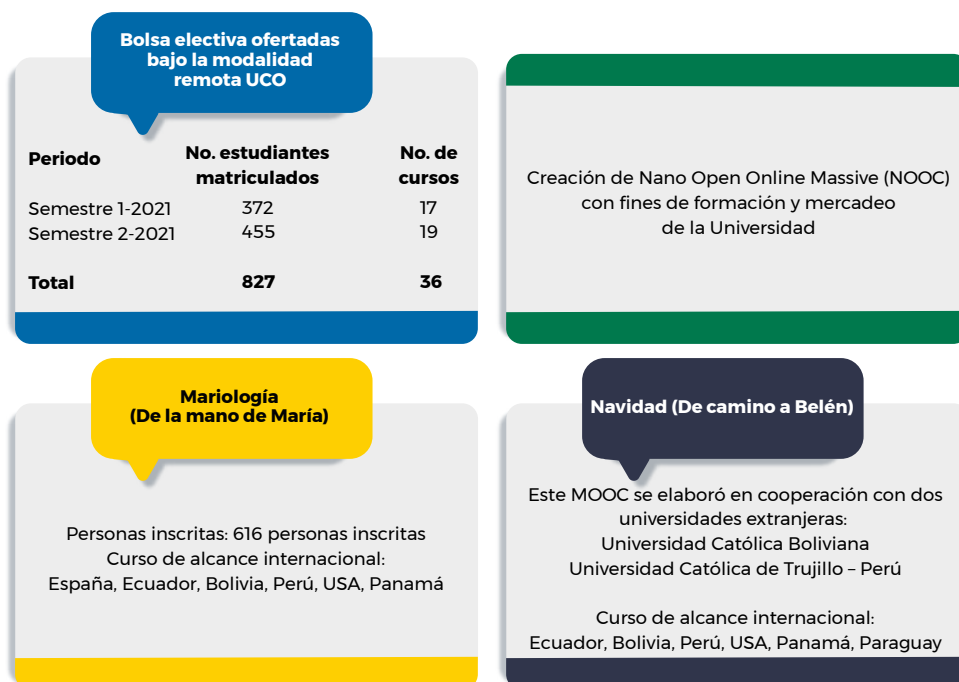 Bolsa electiva ofertadas
bajo la modalidad
remota UCO
Periodo No. estudiantes matriculados No. de cursos
Semestre 1-2021 372 17
Semestre 2-2021 455 19
Total 827 36
Creación de Nano Open Online Massive (NOOC)
con fines de formación y mercadeo
de la Universidad
Mariología
(De la mano de María)
Personas inscritas: 616 personas inscritas
Curso de alcance internacional:
España, Ecuador, Bolivia, Perú, USA, Panamá
Navidad (De camino a Belén)
Este MOOC se elaboró en cooperación con dos
universidades extranjeras:
Universidad Católica Boliviana
Universidad Católica de Trujillo – Perú
Curso de alcance internacional:
Ecuador, Bolivia, Perú, USA, Panamá, Paraguay